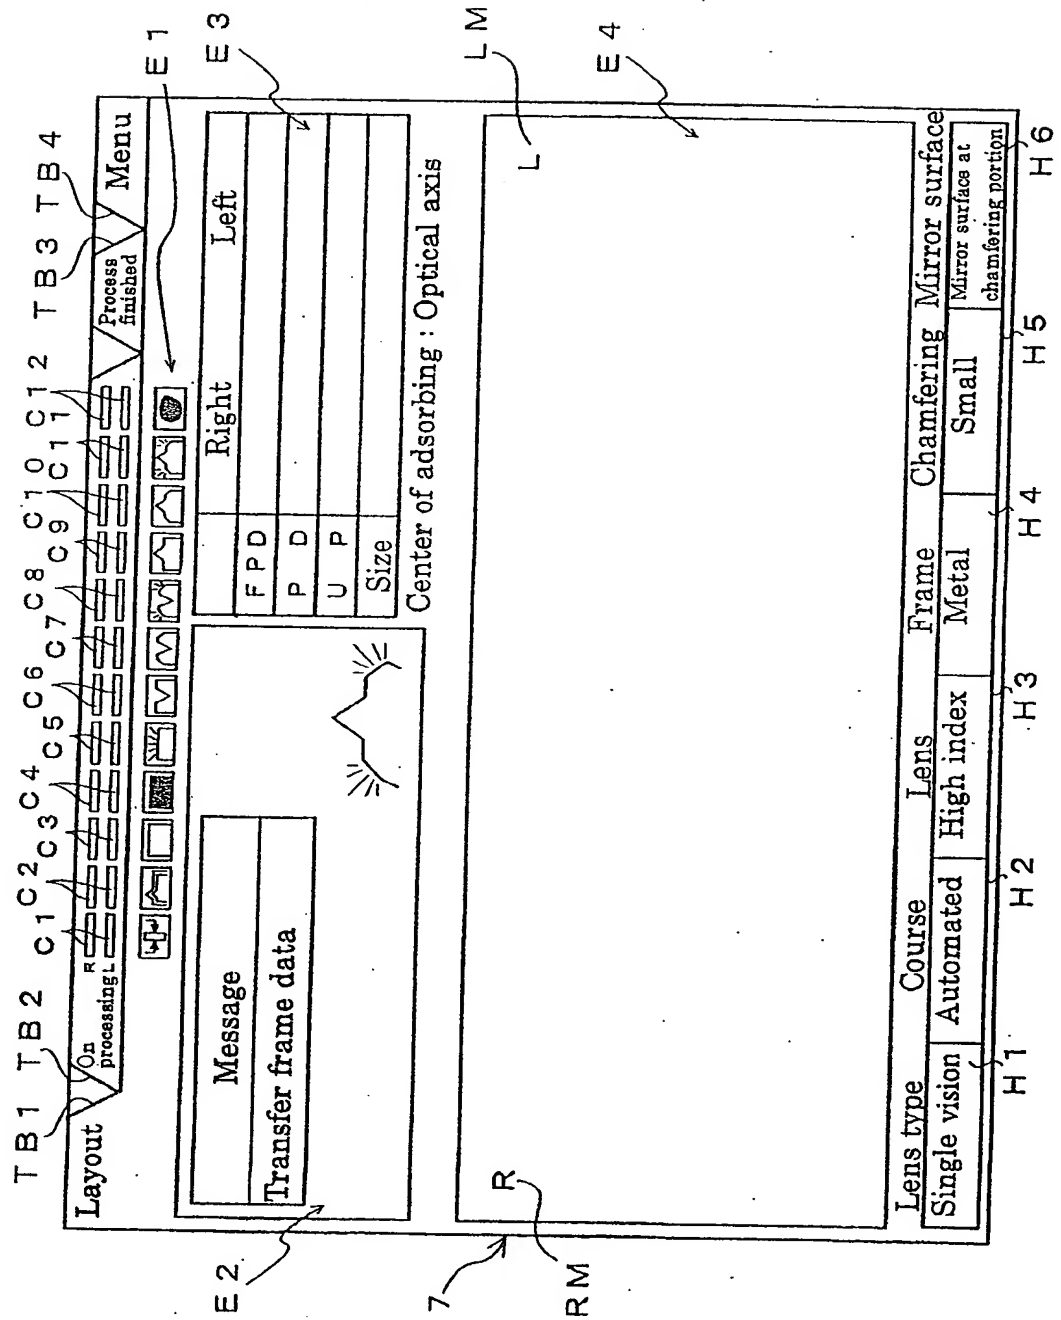 TB1 TB2 C1 C2 C3 C4 C5 C6 C7 C8 C9 C10 C11 C12 TB3 TB4
E1
E3
Layout
On processing
R
L
Process finished
Menu
Message
Transfer frame data
Right Left
FPD
PD
UP
Size
Center of adsorbing : Optical axis
E2
7
R
RM
L
LM
E4
Lens type Course Lens Frame Chamfering Mirror surface
Single vision Automated High index Metal Small Mirror surface at chamfering portion
H1 H2 H3 H4 H5 H6